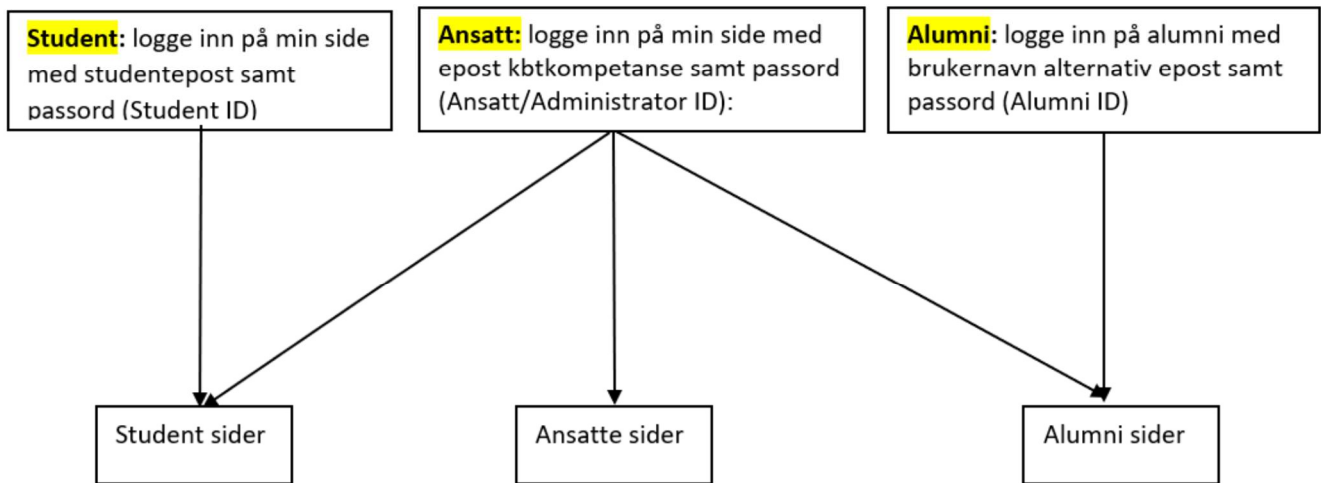 Student: logge inn på min side
med studentepost samt
passord (Student ID)
Ansatt: logge inn på min side med
epost kbtkompetanse samt passord
(Ansatt/Administrator ID):
Alumni: logge inn på alumni med
brukernavn alternativ epost samt
passord (Alumni ID)
Student sider
Ansatte sider
Alumni sider